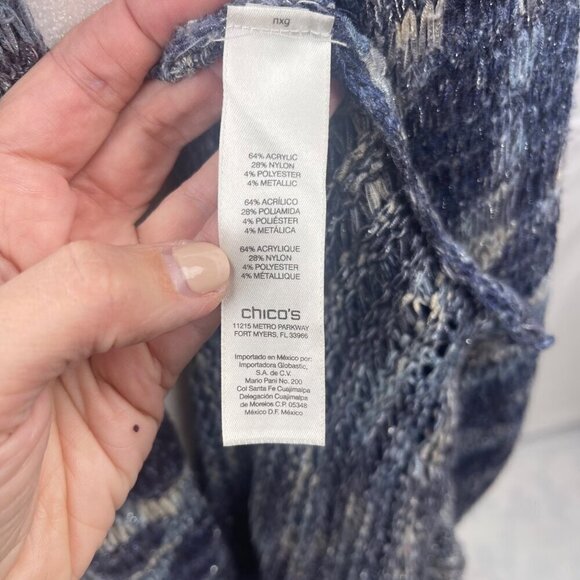 nxg
64% ACRYLIC
28% NYLON
4% POLYESTER
4% METALLIC
64% ACRÍLICO
28% POLIAMIDA
4% POLIÉSTER
4% METÁLICA
64% ACRYLIQUE
28% NYLON
4% POLYESTER
4% MÉTALLIQUE
chico's
11215 METRO PARKWAY
FORT MYERS, FL 33966
Importado en México por:
Importadora Globastic,
S.A. de C.V.
Mario Pani No. 200
Col Santa Fe Cuajimalpa
Delegación Cuajimalpa
de Morelos C.P. 05348
México D.F. México